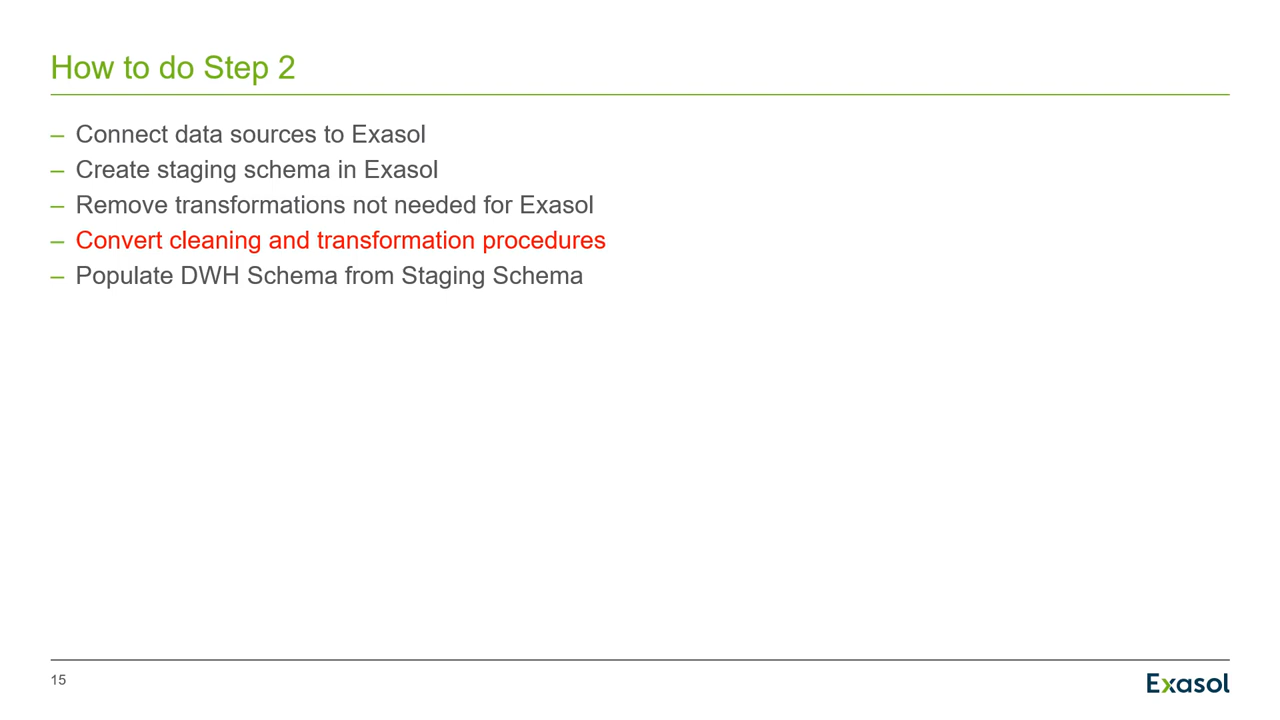 How to do Step 2
– Connect data sources to Exasol
– Create staging schema in Exasol
– Remove transformations not needed for Exasol
– Convert cleaning and transformation procedures
– Populate DWH Schema from Staging Schema
15
Exasol